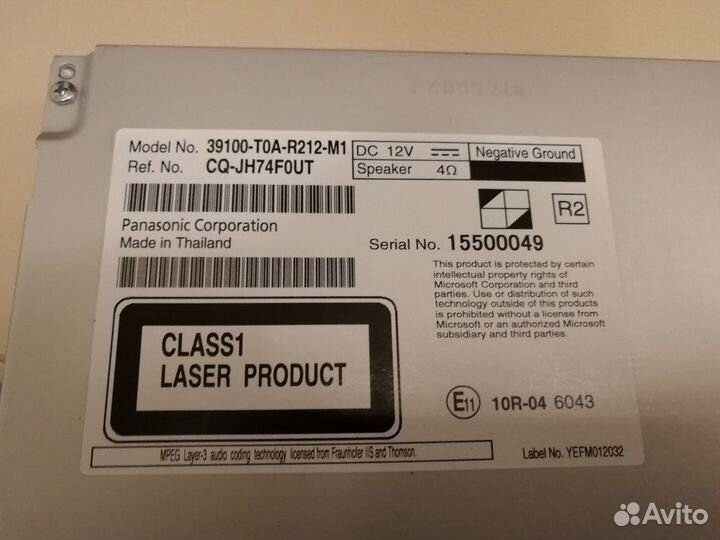 Model No. 39100-T0A-R212-M1
Ref. No. CQ-JH74F0UT
DC 12V Negative Ground
Speaker 4Ω
R2
Panasonic Corporation
Made in Thailand
Serial No. 15500049
This product is protected by certain
intellectual property rights of
Microsoft Corporation and third
parties. Use or distribution of such
technology outside of this products
is prohibited without a license from
Microsoft or an authorized Microsoft
subsidiary and third parties.
CLASS1
LASER PRODUCT
E11 10R-04 6043
MPEG Layer-3 audio coding technology licensed from Fraunhofer IIS and Thomson.
Label No. YEFM012032
Avito